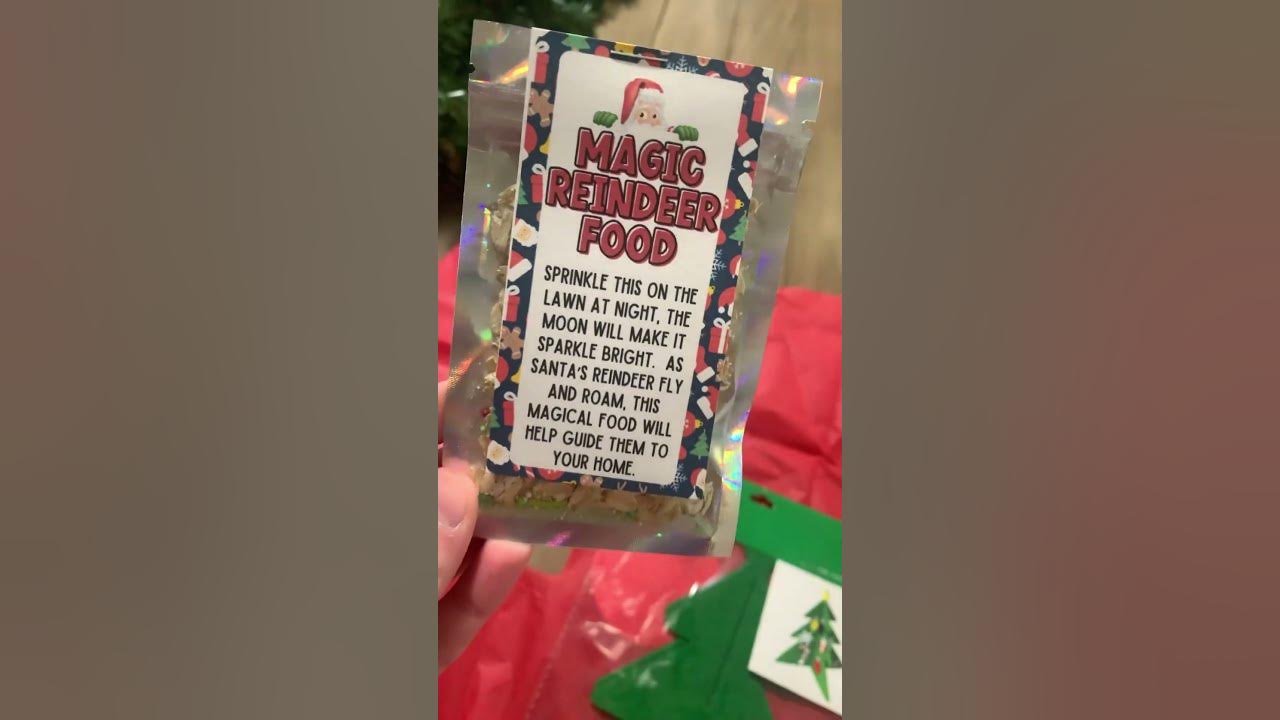 MAGIC
REINDEER
FOOD
SPRINKLE THIS ON THE
LAWN AT NIGHT, THE
MOON WILL MAKE IT
SPARKLE BRIGHT. AS
SANTA'S REINDEER FLY
AND ROAM, THIS
MAGICAL FOOD WILL
HELP GUIDE THEM TO
YOUR HOME.